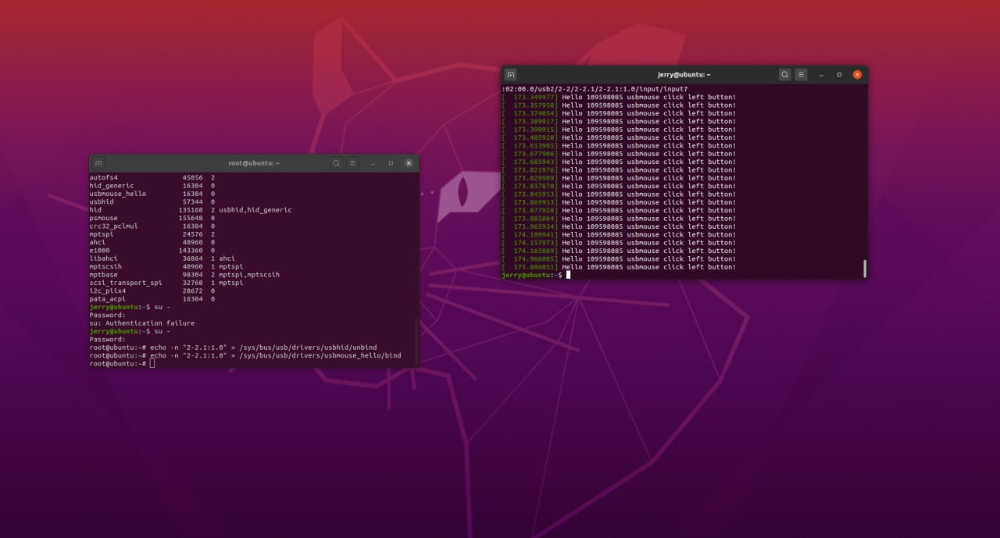 root@ubuntu: ~
autofs4 45056 2
hid_generic 16384 0
usbmouse_hello 16384 0
usbhid 57344 0
hid 135168 2 usbhid,hid_generic
psmouse 155648 0
crc32_pclmul 16384 0
mptspi 24576 2
ahci 40960 0
e1000 143360 0
libahci 36864 1 ahci
mptscsih 40960 1 mptspi
mptbase 98304 2 mptspi,mptscsih
scsi_transport_spi 32768 1 mptspi
i2c_piix4 28672 0
pata_acpi 16384 0
jerry@ubuntu:~$ su -
Password:
su: Authentication failure
jerry@ubuntu:~$ su -
Password:
root@ubuntu:~# echo -n "2-2.1:1.0" > /sys/bus/usb/drivers/usbhid/unbind
root@ubuntu:~# echo -n "2-2.1:1.0" > /sys/bus/usb/drivers/usbmouse_hello/bind
root@ubuntu:~#
jerry@ubuntu: ~
:02:00.0/usb2/2-2/2-2.1/2-2.1:1.0/input/input7
[  173.349977] Hello 109598085 usbmouse click left button!
[  173.357958] Hello 109598085 usbmouse click left button!
[  173.374054] Hello 109598085 usbmouse click left button!
[  173.389917] Hello 109598085 usbmouse click left button!
[  173.398015] Hello 109598085 usbmouse click left button!
[  173.485920] Hello 109598085 usbmouse click left button!
[  173.613905] Hello 109598085 usbmouse click left button!
[  173.677906] Hello 109598085 usbmouse click left button!
[  173.685943] Hello 109598085 usbmouse click left button!
[  173.821976] Hello 109598085 usbmouse click left button!
[  173.829909] Hello 109598085 usbmouse click left button!
[  173.837870] Hello 109598085 usbmouse click left button!
[  173.845913] Hello 109598085 usbmouse click left button!
[  173.869913] Hello 109598085 usbmouse click left button!
[  173.877928] Hello 109598085 usbmouse click left button!
[  173.885864] Hello 109598085 usbmouse click left button!
[  173.965934] Hello 109598085 usbmouse click left button!
[  174.109941] Hello 109598085 usbmouse click left button!
[  174.157973] Hello 109598085 usbmouse click left button!
[  174.165889] Hello 109598085 usbmouse click left button!
[  174.966005] Hello 109598085 usbmouse click left button!
[  175.886051] Hello 109598085 usbmouse click left button!
jerry@ubuntu:~$